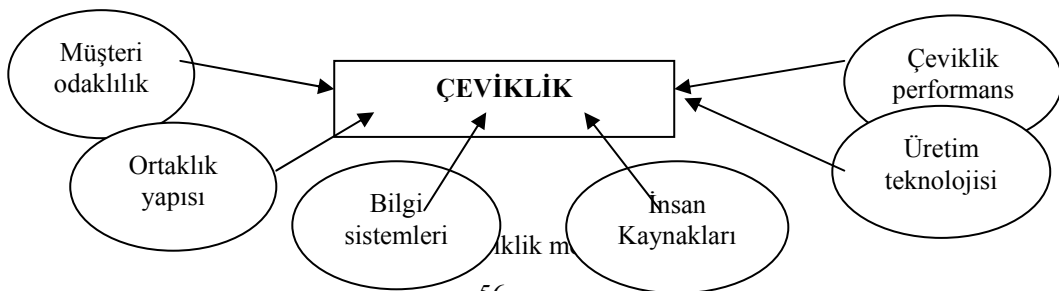 Müşteri
odaklılık
ÇEVİKLİK
Çeviklik
performans
Ortaklık
yapısı
Üretim
teknolojisi
Bilgi
sistemleri
İnsan
Kaynakları